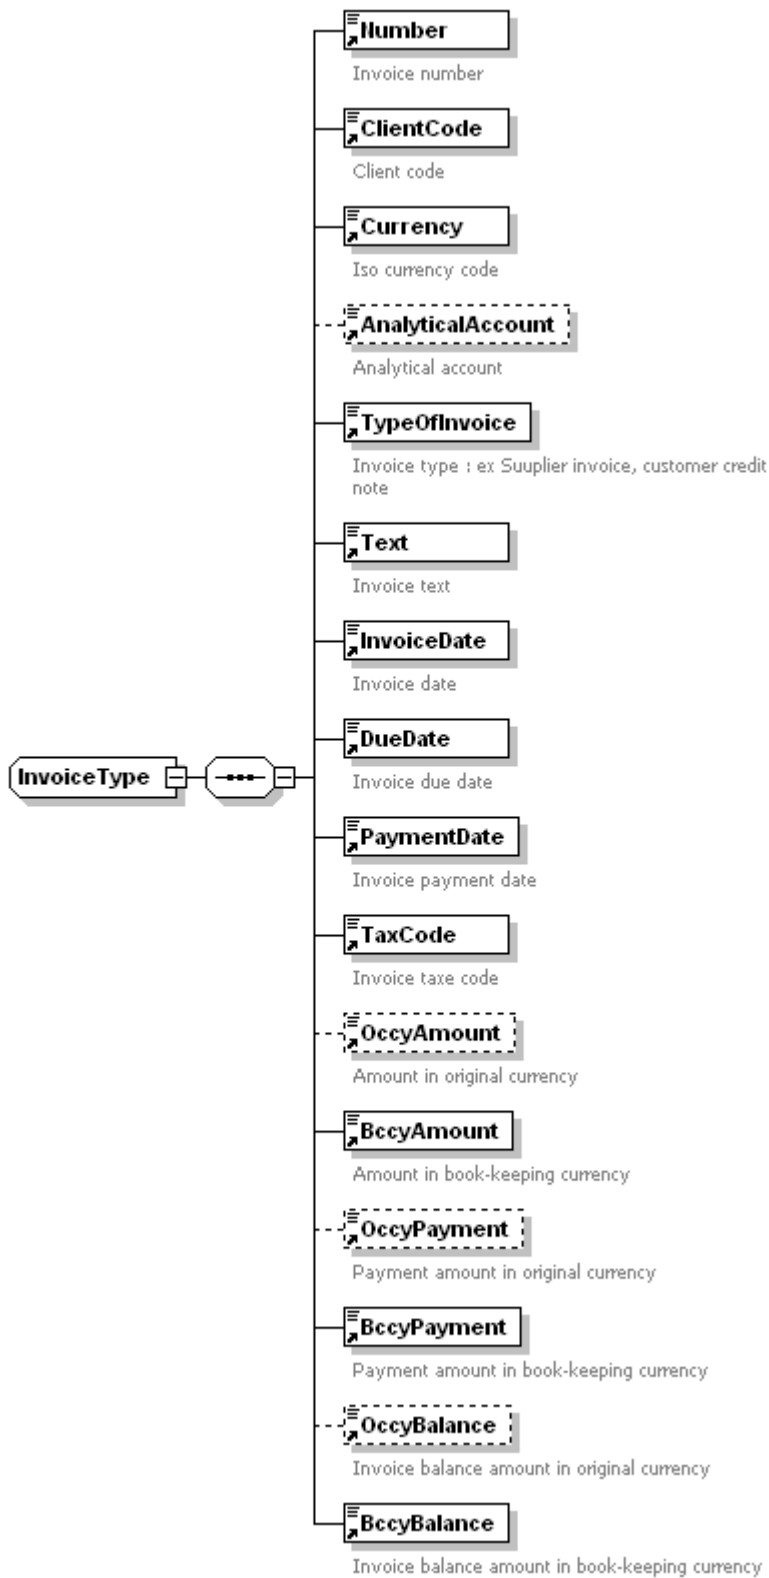 Number
Invoice number
ClientCode
Client code
Currency
Iso currency code
AnalyticalAccount
Analytical account
TypeOfInvoice
Invoice type : ex Suuplier invoice, customer credit
note
Text
Invoice text
InvoiceDate
Invoice date
DueDate
Invoice due date
InvoiceType
PaymentDate
Invoice payment date
TaxCode
Invoice taxe code
OccyAmount
Amount in original currency
BccyAmount
Amount in book-keeping currency
OccyPayment
Payment amount in original currency
BccyPayment
Payment amount in book-keeping currency
OccyBalance
Invoice balance amount in original currency
BccyBalance
Invoice balance amount in book-keeping currency